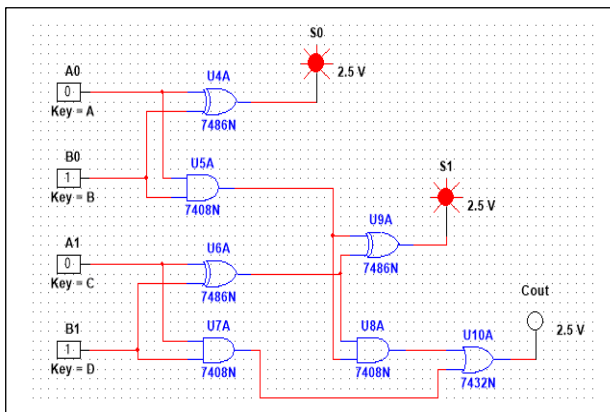 S0
A0
U4A
2.5 V
0
Key = A
7486N
B0
U5A
S1
1
Key = B
7408N
U9A
2.5 V
A1
U6A
0
Key = C
7486N
7486N
Cout
B1
U7A
U8A
U10A
2.5 V
1
Key = D
7408N
7408N
7432N